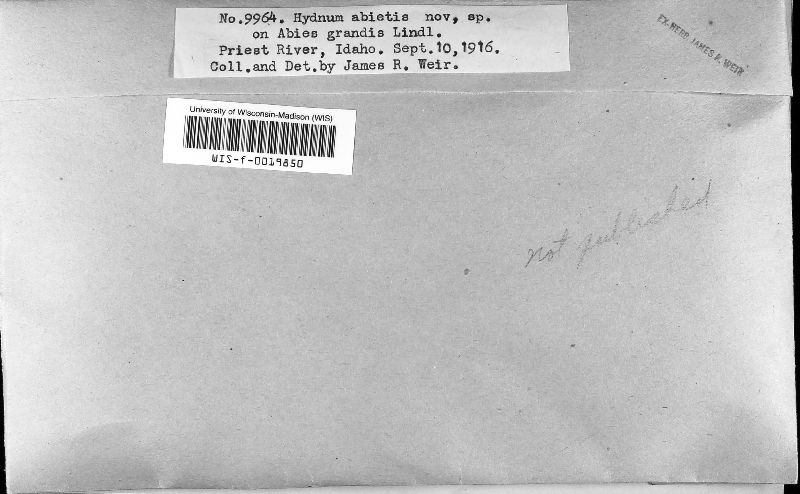 No.9964. Hydnum abietis nov, sp.
on Abies grandis Lindl.
Priest River, Idaho. Sept.10,1916.
Coll.and Det.by James R. Weir.
EX-HERB JAMES R. WEIR
University of Wisconsin-Madison (WIS)
WIS-f-0019850
not published